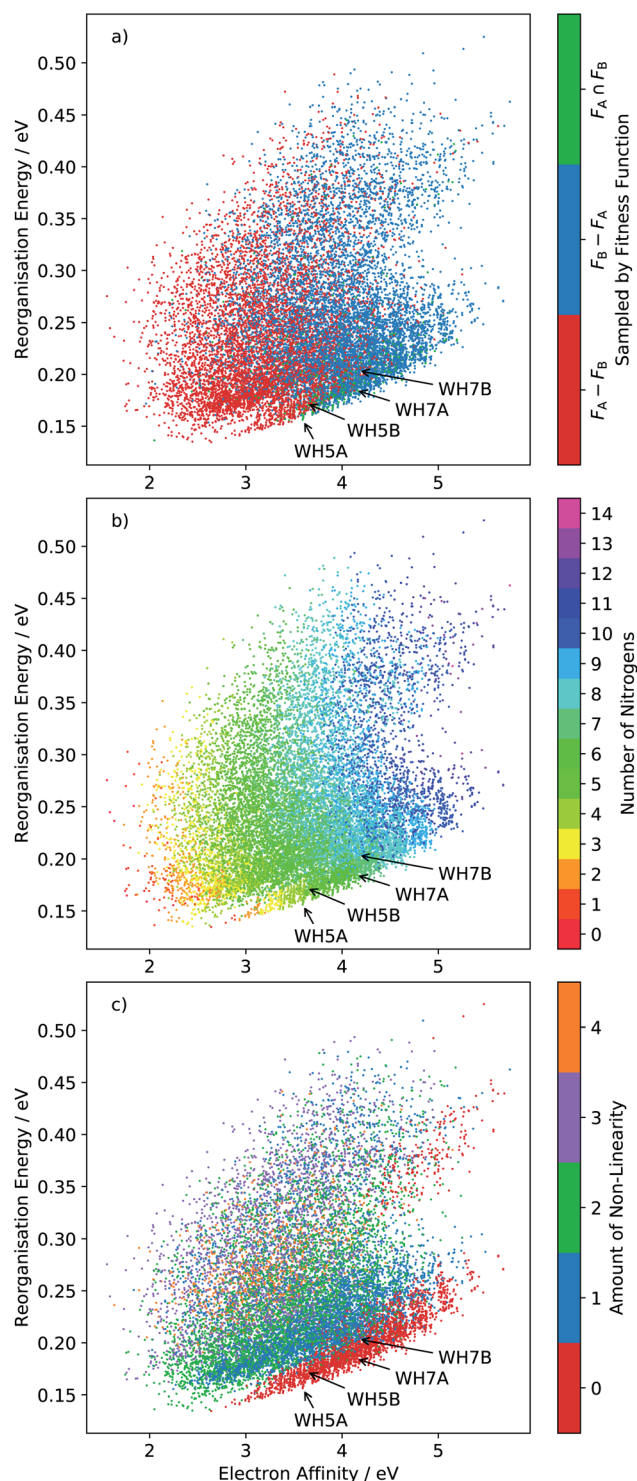 a)
0.50
0.45
0.40
0.35
0.30
0.25
0.20
0.15
Reorganisation Energy / eV
WH7B
WH7A
WH5B
WH5A
2 3 4 5
F_A ∩ F_B
F_B − F_A
F_A − F_B
Sampled by Fitness Function
b)
0.50
0.45
0.40
0.35
0.30
0.25
0.20
0.15
Reorganisation Energy / eV
WH7B
WH7A
WH5B
WH5A
2 3 4 5
14
13
12
11
10
9
8
7
6
5
4
3
2
1
0
Number of Nitrogens
c)
0.50
0.45
0.40
0.35
0.30
0.25
0.20
0.15
Reorganisation Energy / eV
WH7B
WH7A
WH5B
WH5A
2 3 4 5
Electron Affinity / eV
4
3
2
1
0
Amount of Non-Linearity